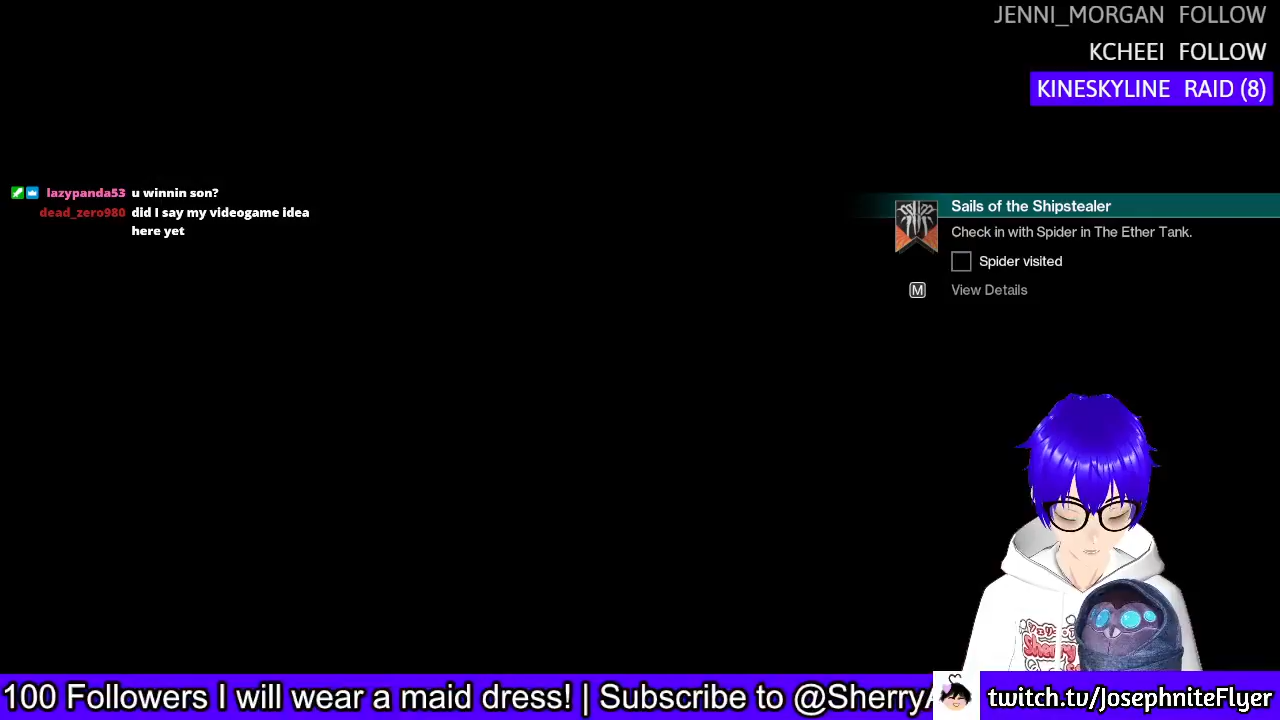 JENNI_MORGAN FOLLOW
KCHEEI FOLLOW
KINESKYLINE RAID (8)
lazypanda53 u winnin son?
dead_zero980 did I say my videogame idea
here yet
Sails of the Shipstealer
Check in with Spider in The Ether Tank.
Spider visited
M View Details
Sherry
100 Followers I will wear a maid dress! | Subscribe to @SherryA
twitch.tv/JosephniteFlyer